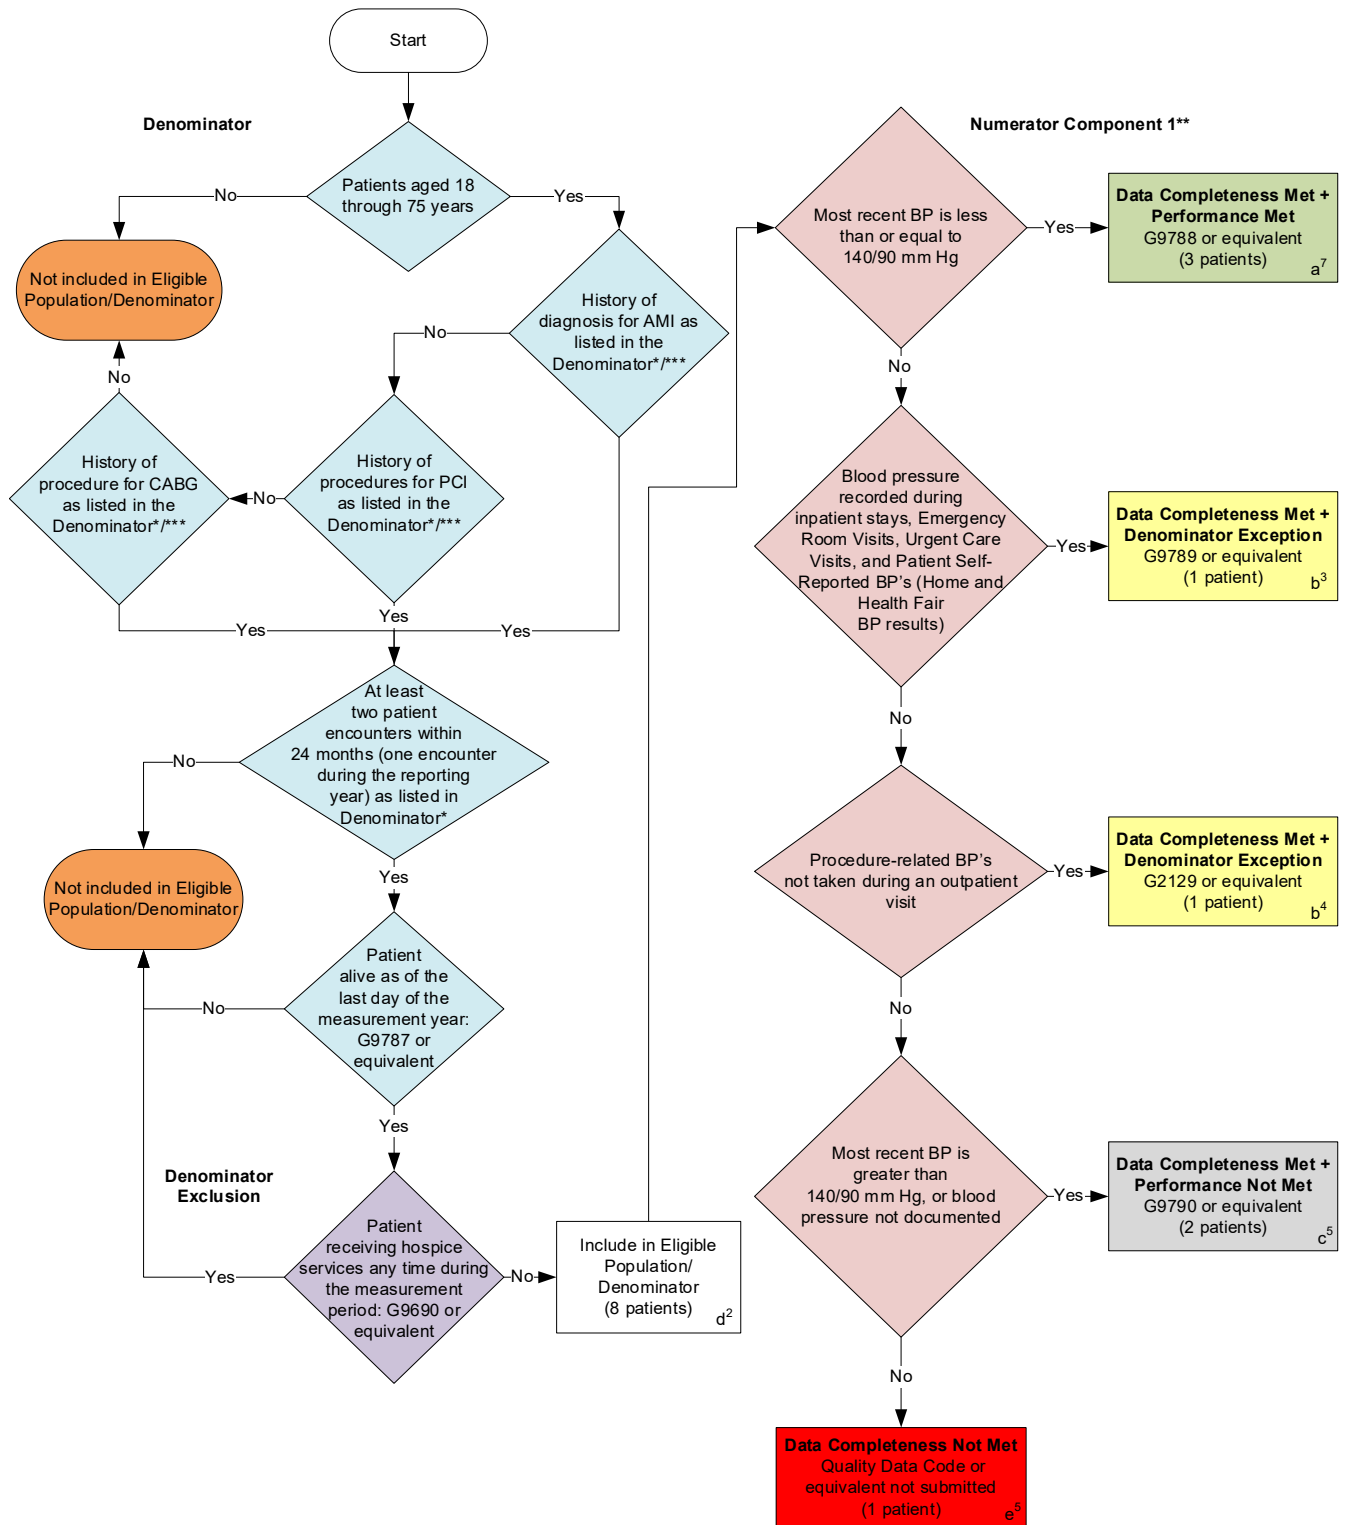 Start
Denominator
Patients aged 18
through 75 years
No
Yes
Not included in Eligible
Population/Denominator
History of
diagnosis for AMI as
listed in the
Denominator*/***
No
No
History of
procedure for CABG
as listed in the
Denominator*/***
No
History of
procedures for PCI
as listed in the
Denominator*/***
Yes
Yes
Yes
At least
two patient
encounters within
24 months (one encounter
during the reporting
year) as listed in
Denominator*
No
Not included in Eligible
Population/Denominator
Yes
Patient
alive as of the
last day of the
measurement year:
G9787 or
equivalent
No
Yes
Denominator
Exclusion
Patient
receiving hospice
services any time during
the measurement
period: G9690 or
equivalent
Yes
No
Include in Eligible
Population/
Denominator
(8 patients)
d2
Numerator Component 1**
Most recent BP is less
than or equal to
140/90 mm Hg
Yes
Data Completeness Met +
Performance Met
G9788 or equivalent
(3 patients)
a7
No
Blood pressure
recorded during
inpatient stays, Emergency
Room Visits, Urgent Care
Visits, and Patient Self-
Reported BP’s (Home and
Health Fair
BP results)
Yes
Data Completeness Met +
Denominator Exception
G9789 or equivalent
(1 patient)
b3
No
Procedure-related BP’s
not taken during an outpatient
visit
Yes
Data Completeness Met +
Denominator Exception
G2129 or equivalent
(1 patient)
b4
No
Most recent BP is
greater than
140/90 mm Hg, or blood
pressure not documented
Yes
Data Completeness Met +
Performance Not Met
G9790 or equivalent
(2 patients)
c5
No
Data Completeness Not Met
Quality Data Code or
equivalent not submitted
(1 patient)
e5